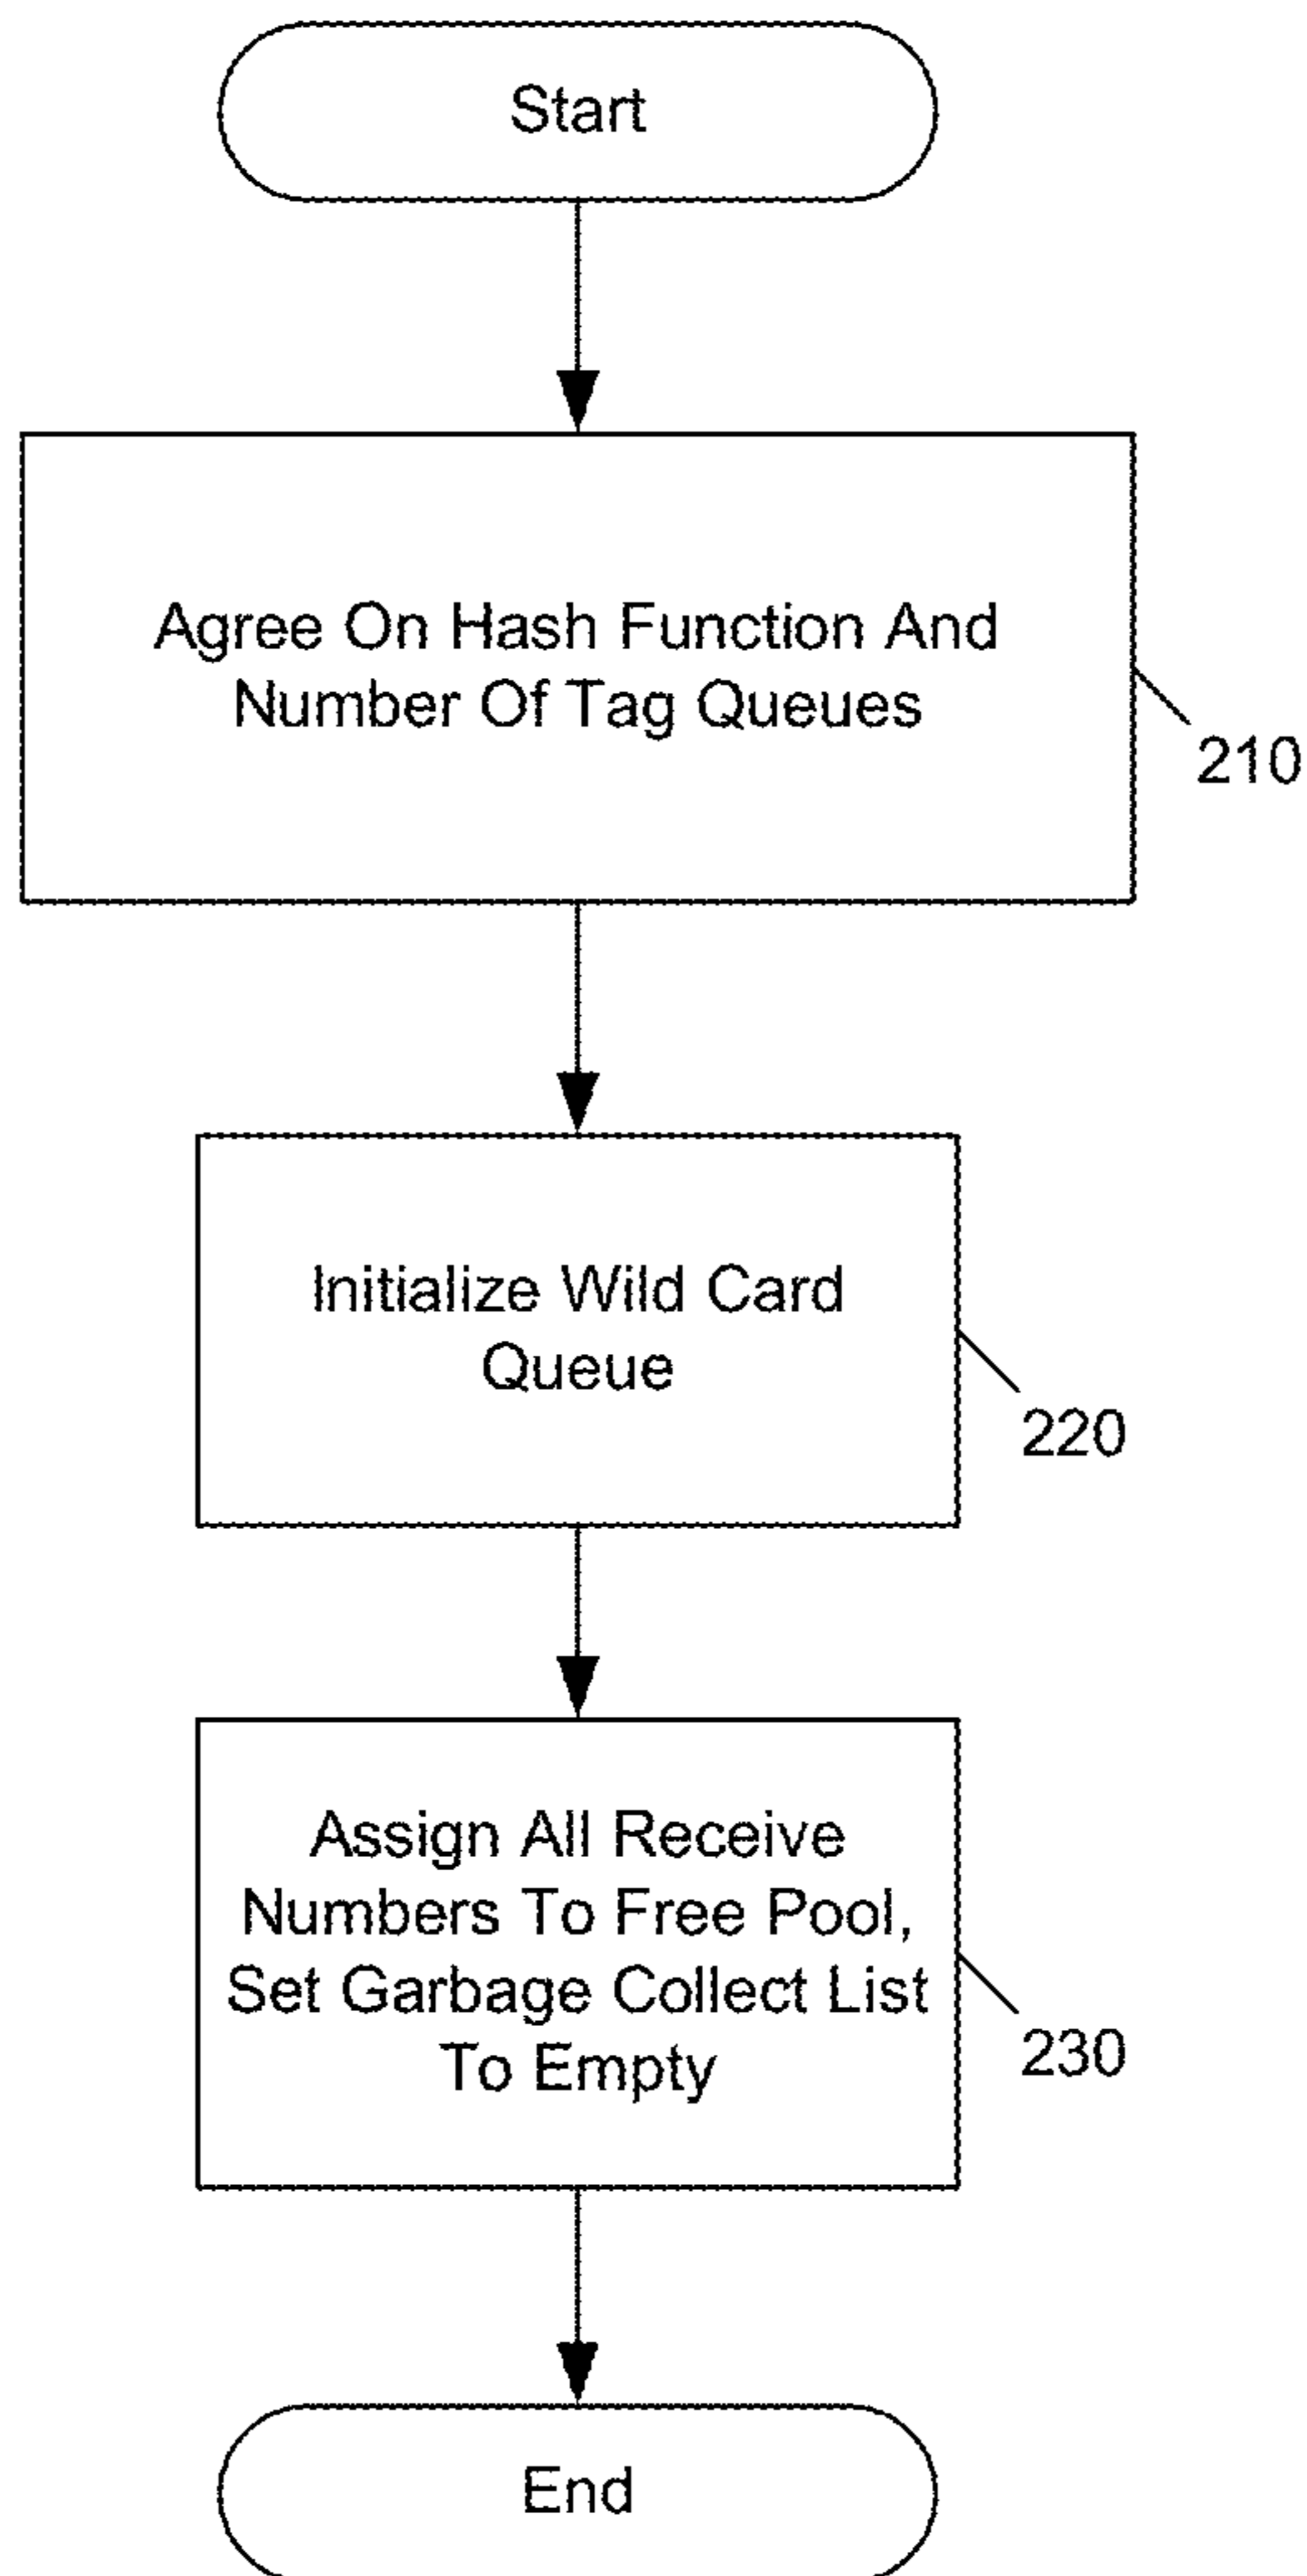 Start
Agree On Hash Function And
Number Of Tag Queues
210
Initialize Wild Card
Queue
220
Assign All Receive
Numbers To Free Pool,
Set Garbage Collect List
To Empty
230
End